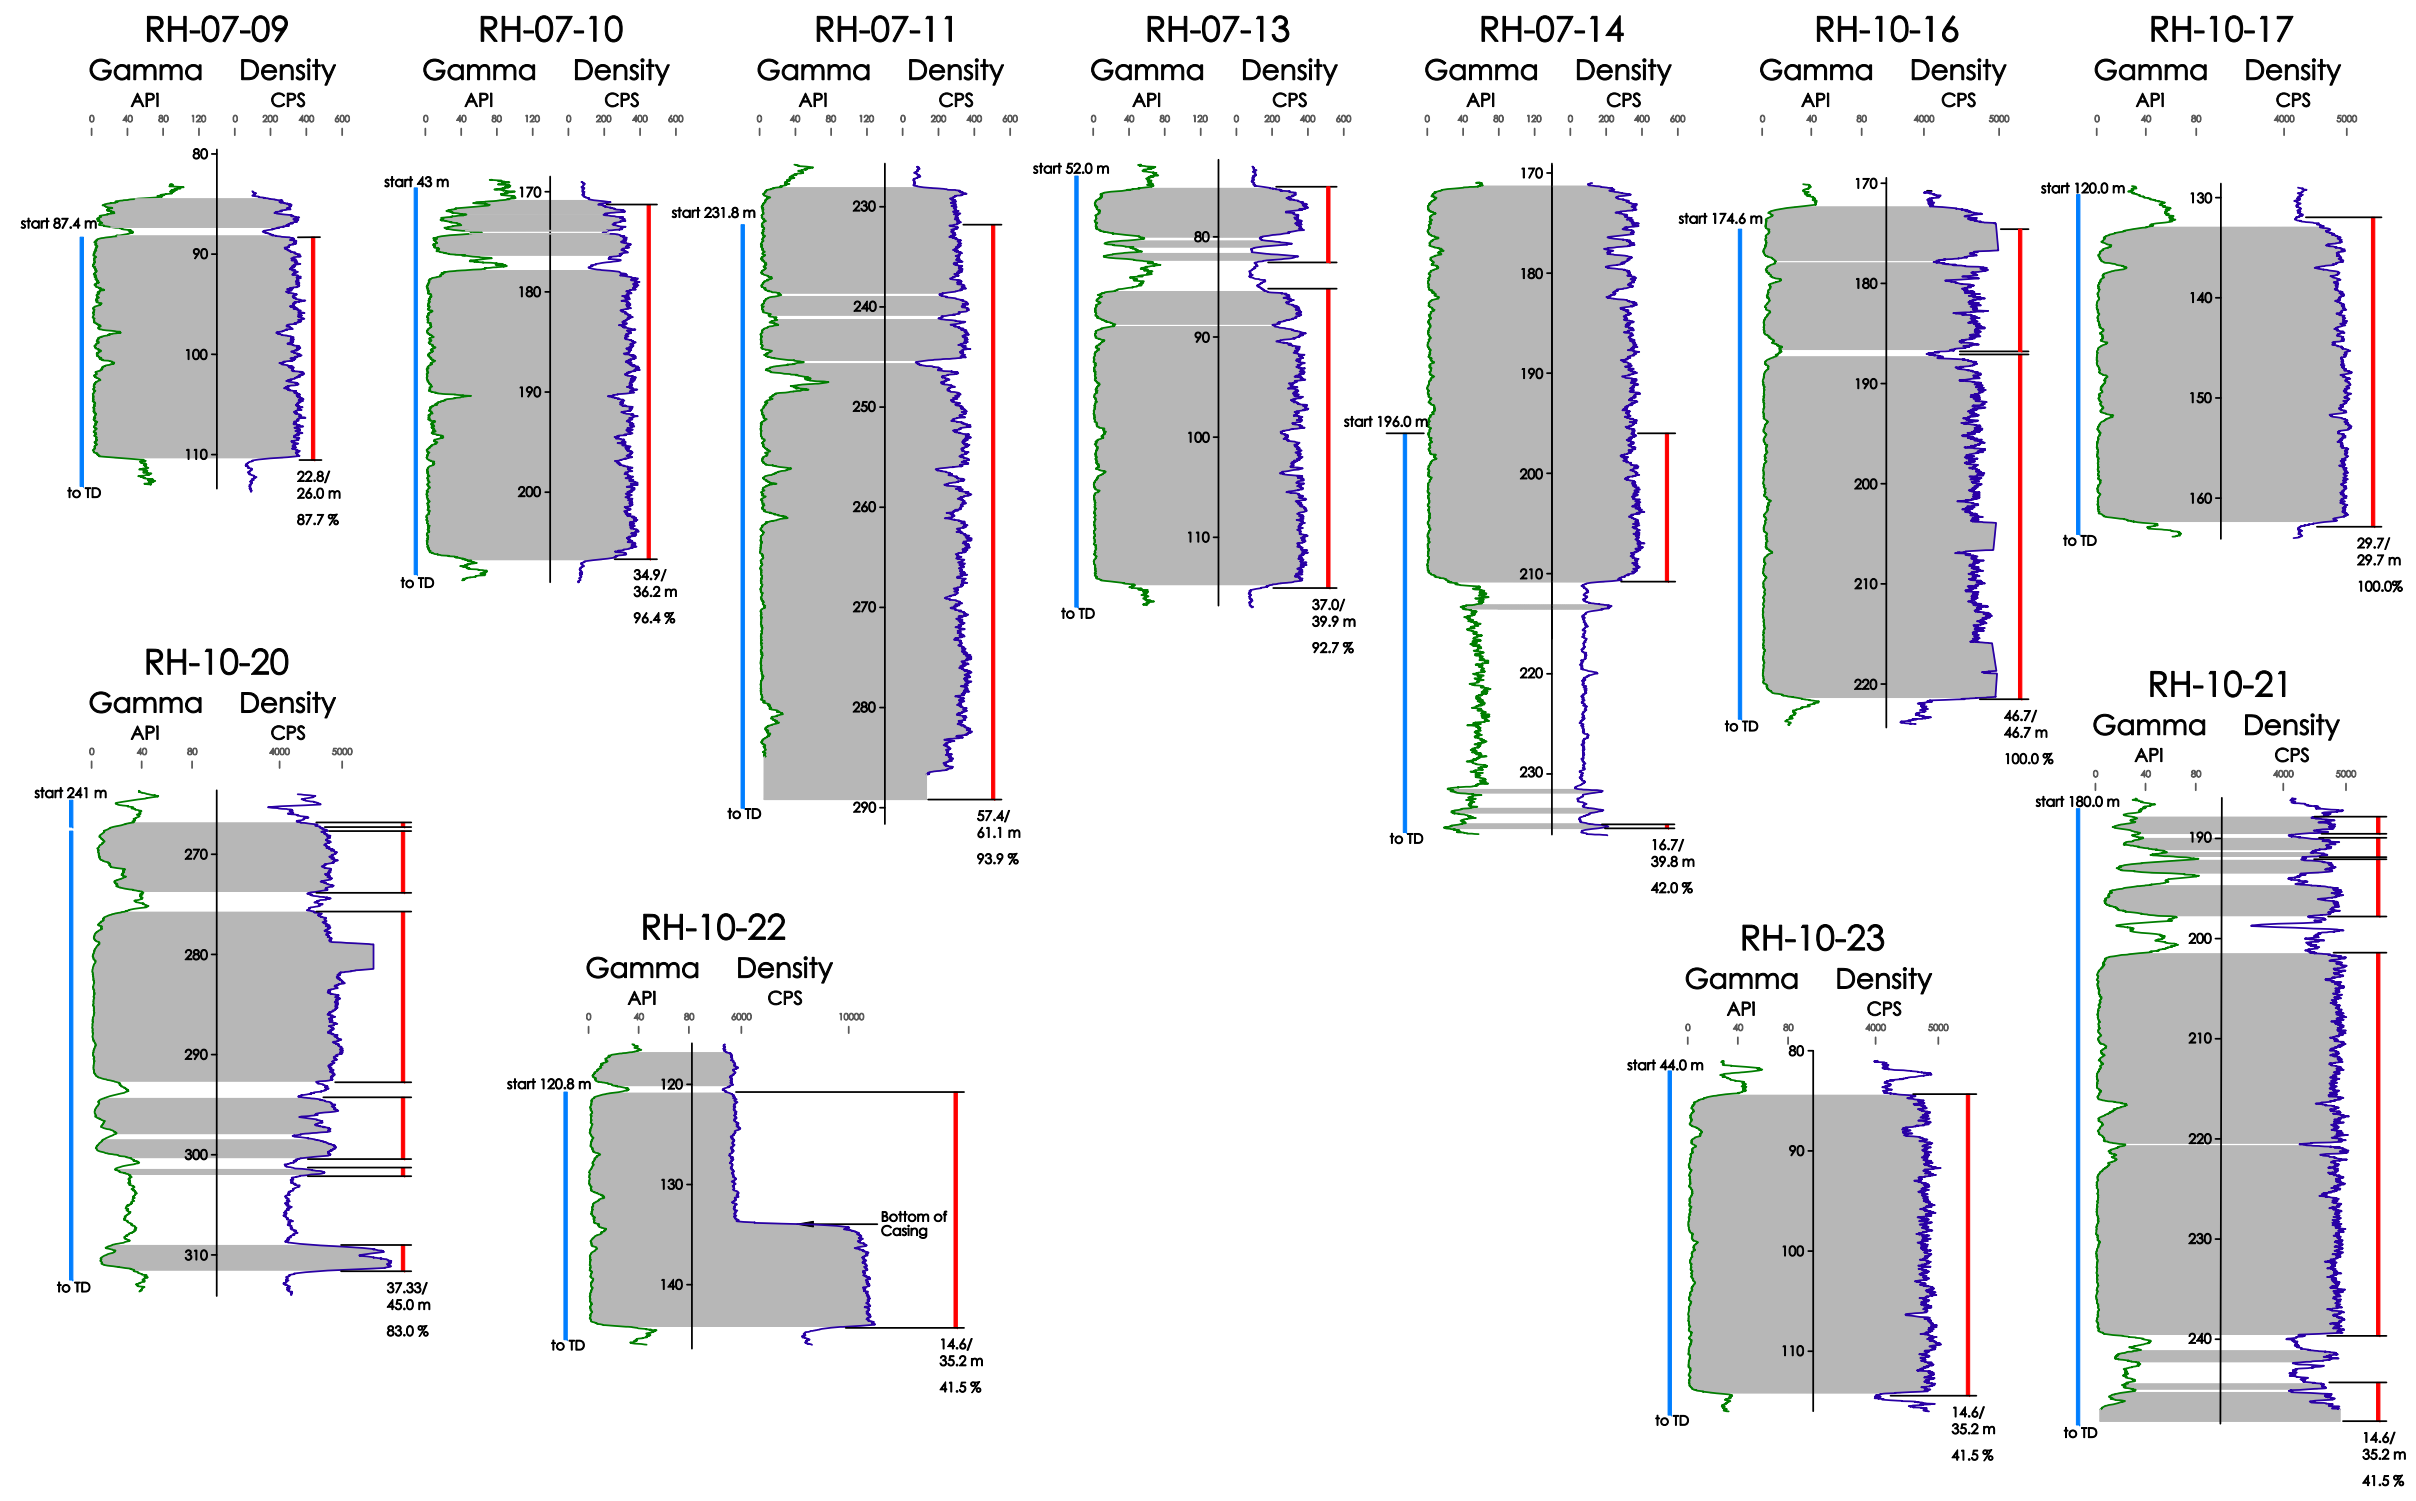 RH-07-09
Gamma Density
API CPS
0 40 80 120 0 200 400 600
80
start 87.4 m
90
100
110
to TD
22.8/
26.0 m
87.7 %
RH-07-10
Gamma Density
API CPS
0 40 80 120 0 200 400 600
start 43 m
170
180
190
200
to TD
34.9/
36.2 m
96.4 %
RH-07-11
Gamma Density
API CPS
0 40 80 120 0 200 400 600
230
start 231.8 m
240
250
260
270
280
290
to TD
57.4/
61.1 m
93.9 %
RH-07-13
Gamma Density
API CPS
0 40 80 120 0 200 400 600
start 52.0 m
80
90
100
110
to TD
37.0/
39.9 m
92.7 %
RH-07-14
Gamma Density
API CPS
0 40 80 120 0 200 400 600
170
180
190
start 196.0 m
200
210
220
230
to TD
16.7/
39.8 m
42.0 %
RH-10-16
Gamma Density
API CPS
0 40 80 4000 5000
170
start 174.6 m
180
190
200
210
220
to TD
46.7/
46.7 m
100.0 %
RH-10-17
Gamma Density
API CPS
0 40 80 4000 5000
start 120.0 m
130
140
150
160
to TD
29.7/
29.7 m
100.0%
RH-10-20
Gamma Density
API CPS
0 40 80 4000 5000
start 241 m
270
280
290
300
310
to TD
37.33/
45.0 m
83.0 %
RH-10-22
Gamma Density
API CPS
0 40 80 6000 10000
start 120.8 m
120
130
Bottom of
Casing
140
to TD
14.6/
35.2 m
41.5 %
RH-10-23
Gamma Density
API CPS
0 40 80 4000 5000
80
start 44.0 m
90
100
110
to TD
14.6/
35.2 m
41.5 %
RH-10-21
Gamma Density
API CPS
0 40 80 4000 5000
start 180.0 m
190
200
210
220
230
240
to TD
14.6/
35.2 m
41.5 %